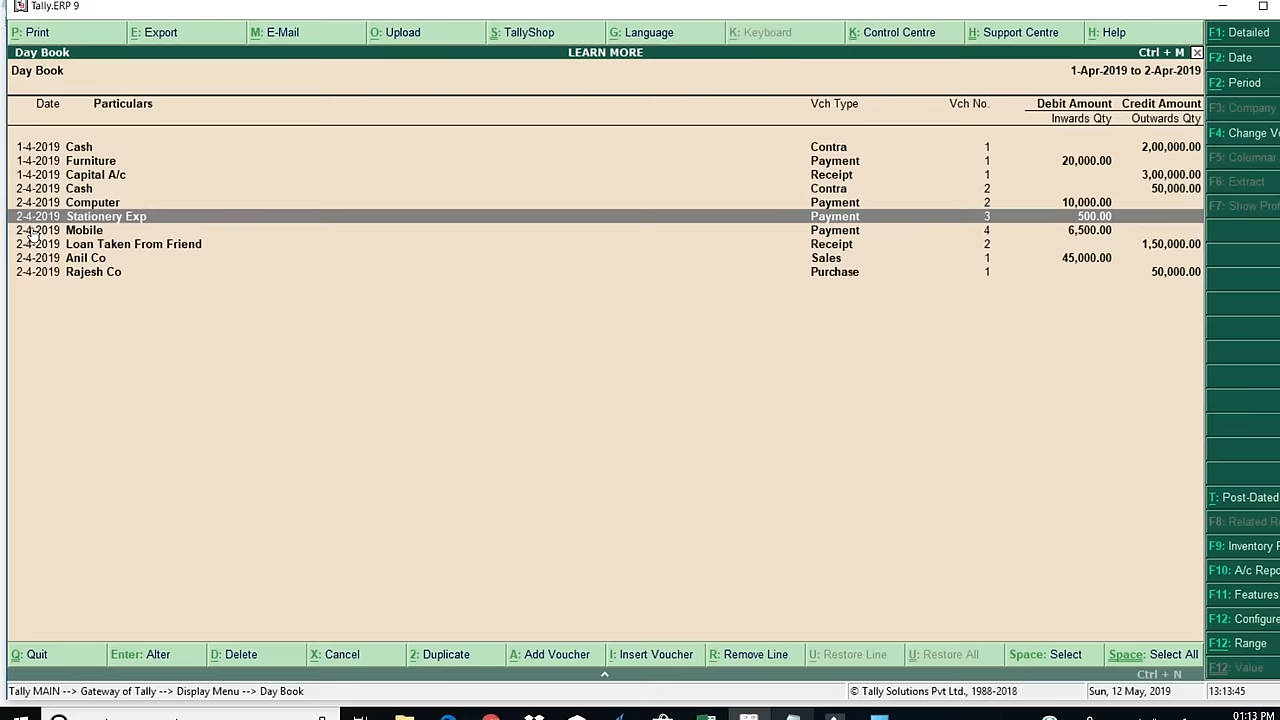 Tally.ERP 9
P: Print E: Export M: E-Mail O: Upload S: TallyShop G: Language K: Keyboard K: Control Centre H: Support Centre H: Help
Day Book LEARN MORE Ctrl + M
Day Book 1-Apr-2019 to 2-Apr-2019
Date Particulars Vch Type Vch No. Debit Amount Credit Amount
Inwards Qty Outwards Qty
1-4-2019 Cash Contra 1 2,00,000.00
1-4-2019 Furniture Payment 1 20,000.00
1-4-2019 Capital A/c Receipt 1 3,00,000.00
2-4-2019 Cash Contra 2 50,000.00
2-4-2019 Computer Payment 2 10,000.00
2-4-2019 Stationery Exp Payment 3 500.00
2-4-2019 Mobile Payment 4 6,500.00
2-4-2019 Loan Taken From Friend Receipt 2 1,50,000.00
2-4-2019 Anil Co Sales 1 45,000.00
2-4-2019 Rajesh Co Purchase 1 50,000.00
F1: Detailed
F2: Date
F2: Period
F3: Company
F4: Change V
F5: Columnar
F6: Extract
F7: Show Prof
T: Post-Dated
F8: Related R
F9: Inventory F
F10: A/c Repo
F11: Features
F12: Configure
F12: Range
F12: Value
Q: Quit Enter: Alter D: Delete X: Cancel 2: Duplicate A: Add Voucher I: Insert Voucher R: Remove Line U: Restore Line U: Restore All Space: Select Space: Select All
Ctrl + N
Tally MAIN --> Gateway of Tally --> Display Menu --> Day Book © Tally Solutions Pvt Ltd., 1988-2018 Sun, 12 May, 2019 13:13:45
01:13 PM